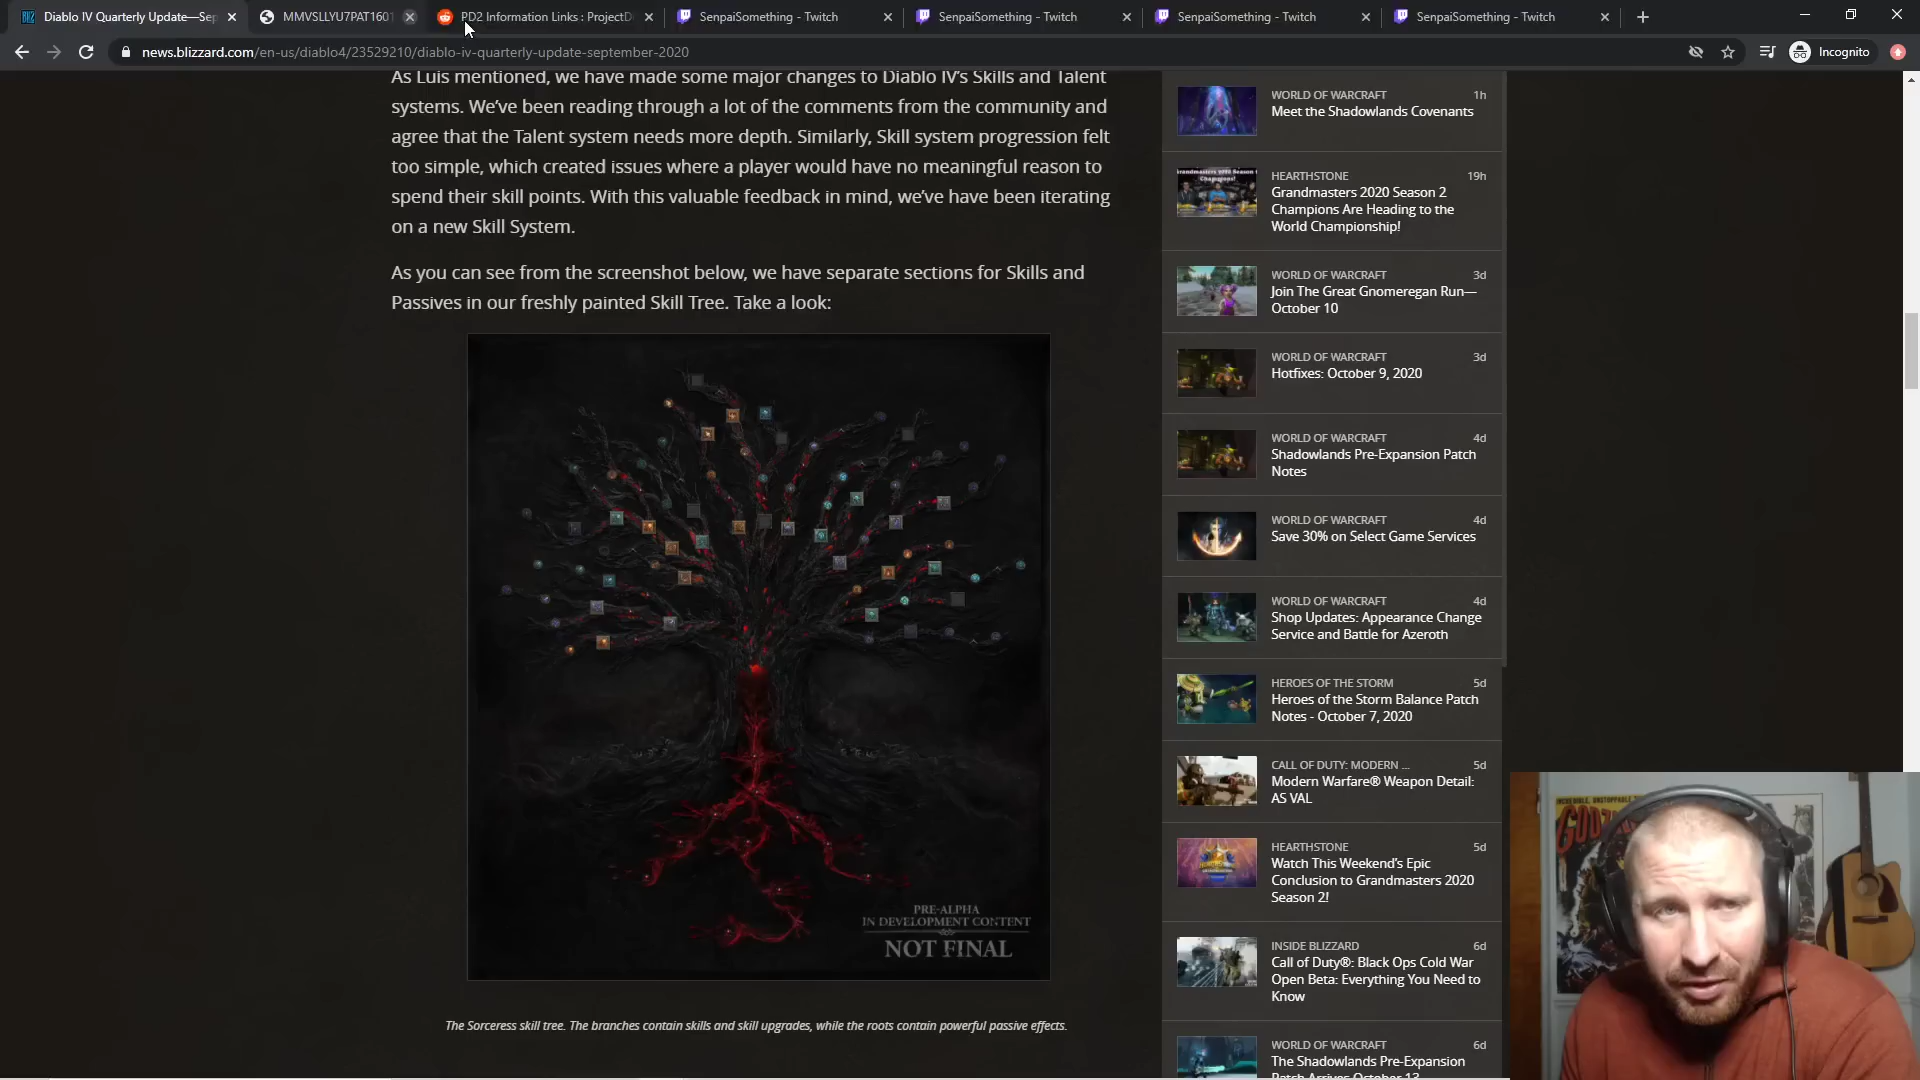 Diablo IV Quarterly Update—Sep
MMVSLLYU7PAT1601
PD2 Information Links : ProjectD
SenpaiSomething - Twitch
SenpaiSomething - Twitch
SenpaiSomething - Twitch
SenpaiSomething - Twitch
news.blizzard.com/en-us/diablo4/23529210/diablo-iv-quarterly-update-september-2020
Incognito
As Luis mentioned, we have made some major changes to Diablo IV's Skills and Talent
systems. We've been reading through a lot of the comments from the community and
agree that the Talent system needs more depth. Similarly, Skill system progression felt
too simple, which created issues where a player would have no meaningful reason to
spend their skill points. With this valuable feedback in mind, we've have been iterating
on a new Skill System.
As you can see from the screenshot below, we have separate sections for Skills and
Passives in our freshly painted Skill Tree. Take a look:
PRE-ALPHA
IN DEVELOPMENT CONTENT
NOT FINAL
The Sorceress skill tree. The branches contain skills and skill upgrades, while the roots contain powerful passive effects.
WORLD OF WARCRAFT 1h
Meet the Shadowlands Covenants
HEARTHSTONE 19h
Grandmasters 2020 Season 2
Champions Are Heading to the
World Championship!
WORLD OF WARCRAFT 3d
Join The Great Gnomeregan Run—
October 10
WORLD OF WARCRAFT 3d
Hotfixes: October 9, 2020
WORLD OF WARCRAFT 4d
Shadowlands Pre-Expansion Patch
Notes
WORLD OF WARCRAFT 4d
Save 30% on Select Game Services
WORLD OF WARCRAFT 4d
Shop Updates: Appearance Change
Service and Battle for Azeroth
HEROES OF THE STORM 5d
Heroes of the Storm Balance Patch
Notes - October 7, 2020
CALL OF DUTY: MODERN ... 5d
Modern Warfare® Weapon Detail:
AS VAL
HEARTHSTONE 5d
Watch This Weekend's Epic
Conclusion to Grandmasters 2020
Season 2!
INSIDE BLIZZARD 6d
Call of Duty®: Black Ops Cold War
Open Beta: Everything You Need to
Know
WORLD OF WARCRAFT 6d
The Shadowlands Pre-Expansion
Patch Arrives October 13